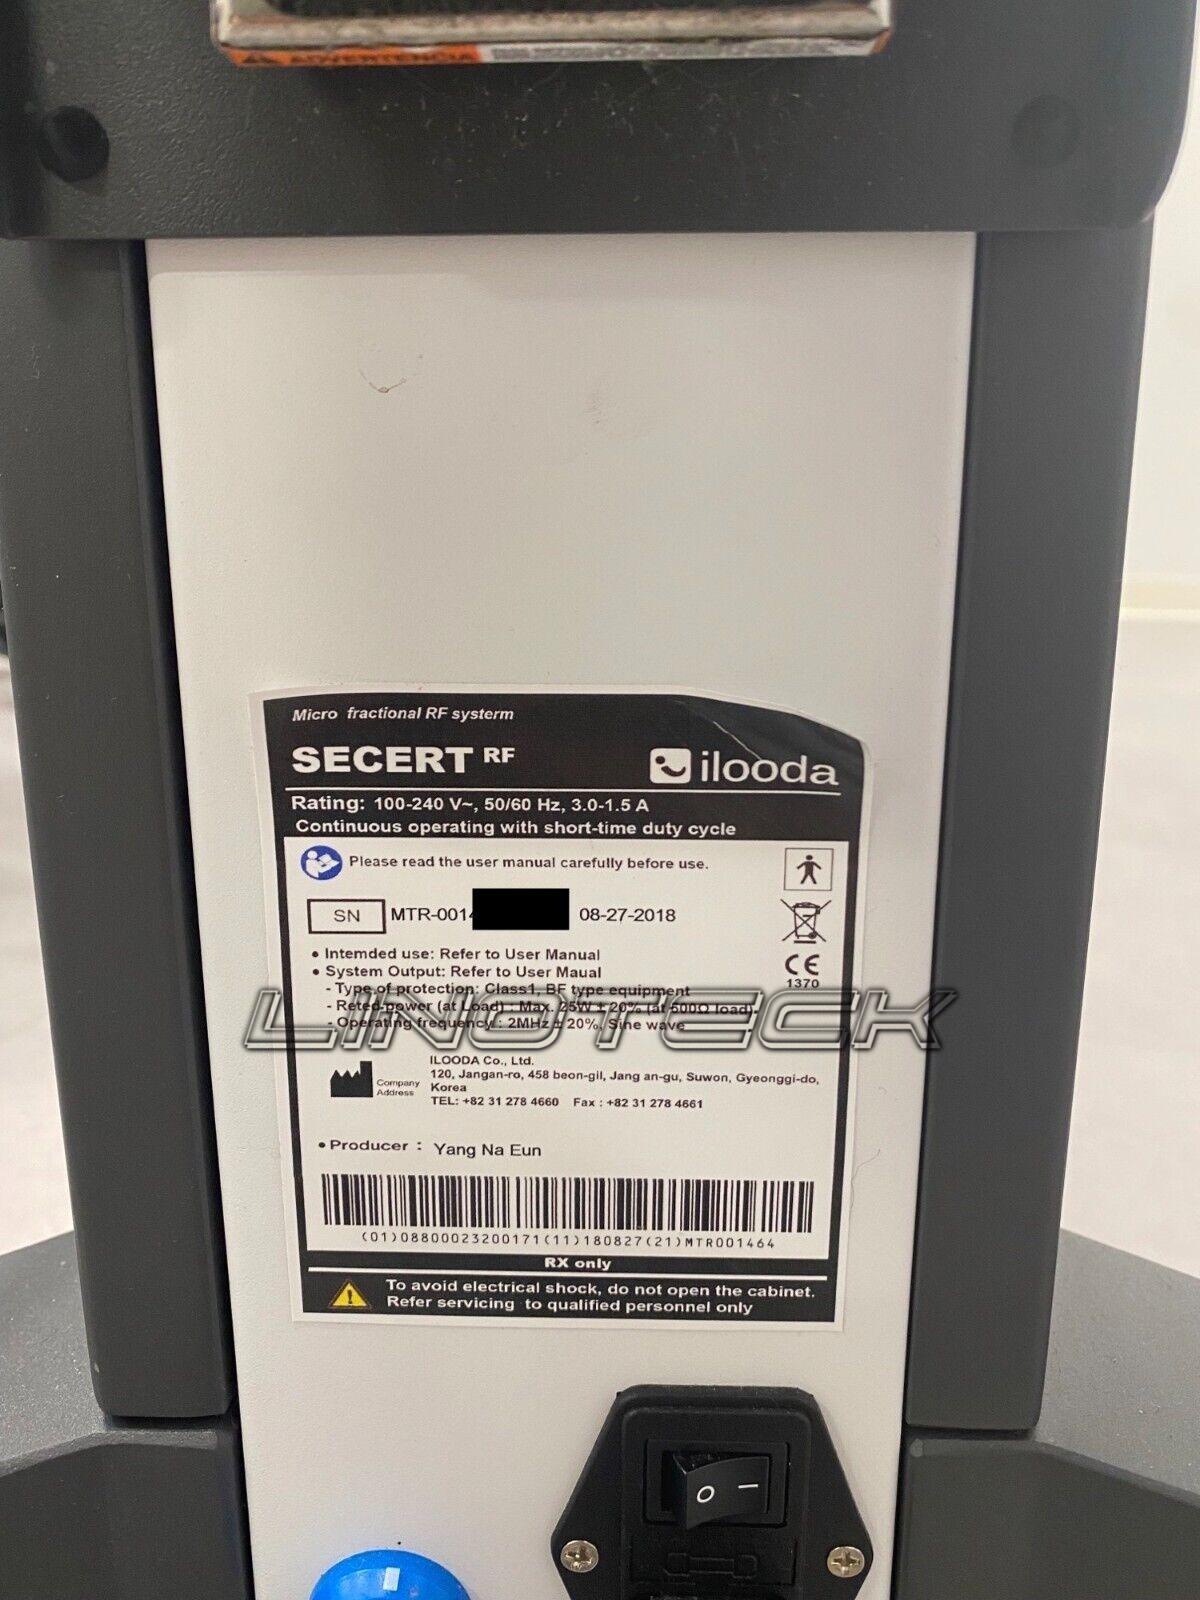 ADVERTENCIA
Micro fractional RF systerm
SECERT RF
ilooda
Rating: 100-240 V~, 50/60 Hz, 3.0-1.5 A
Continuous operating with short-time duty cycle
Please read the user manual carefully before use.
SN MTR-0014 08-27-2018
• Intemded use: Refer to User Manual
• System Output: Refer to User Maual
- Type of protection: Class1, BF type equipment
- Reted-power (at Load) : Max. 25W ± 20% (at 500Ω load)
- Operating frequency : 2MHz ± 20%, Sine wave
CE
1370
LINOTECK
Company Address
ILOODA Co., Ltd.
120, Jangan-ro, 458 beon-gil, Jang an-gu, Suwon, Gyeonggi-do,
Korea
TEL: +82 31 278 4660 Fax : +82 31 278 4661
• Producer : Yang Na Eun
(01)08800023200171(11)180827(21)MTR001464
RX only
To avoid electrical shock, do not open the cabinet.
Refer servicing to qualified personnel only